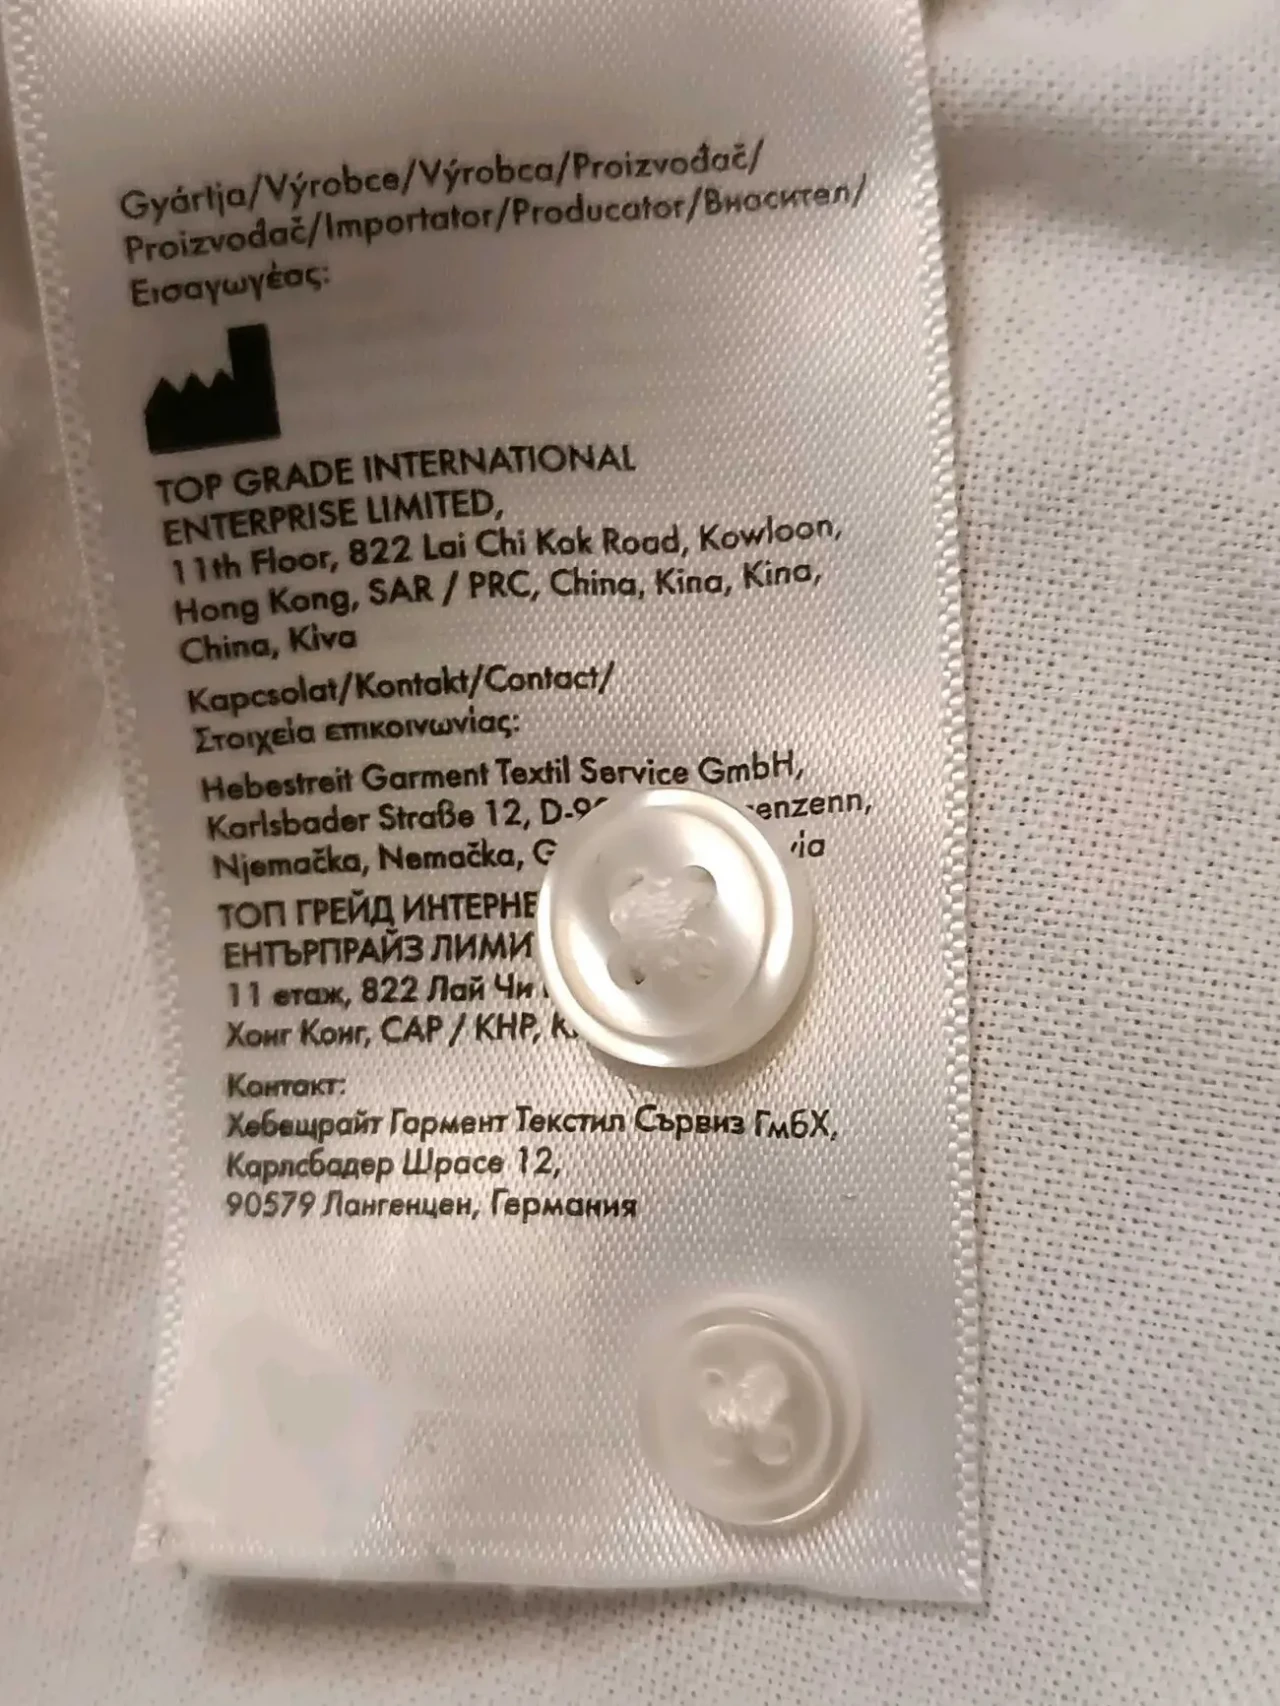 Gyártja/Výrobce/Výrobca/Proizvođač/
Proizvođač/Importator/Producator/Вносител/
Εισαγωγέας:
TOP GRADE INTERNATIONAL
ENTERPRISE LIMITED,
11th Floor, 822 Lai Chi Kok Road, Kowloon,
Hong Kong, SAR / PRC, China, Kina, Kina,
China, Kίνα
Kapcsolat/Kontakt/Contact/
Στοιχεία επικοινωνίας:
Hebestreit Garment Textil Service GmbH,
Karlsbader Straße 12,
Njemačka, Nemačka,
ТОП ГРЕЙД
ЕНТЪРПРАЙЗ
11 етаж, 822 Лай Чи
Хонг Конг, САР / КНР,
Контакт:
Хебещрайт Гармент Текстил Сървиз ГмбХ,
Карлсбадер Шрасе 12,
90579 Лангенцен, Германия